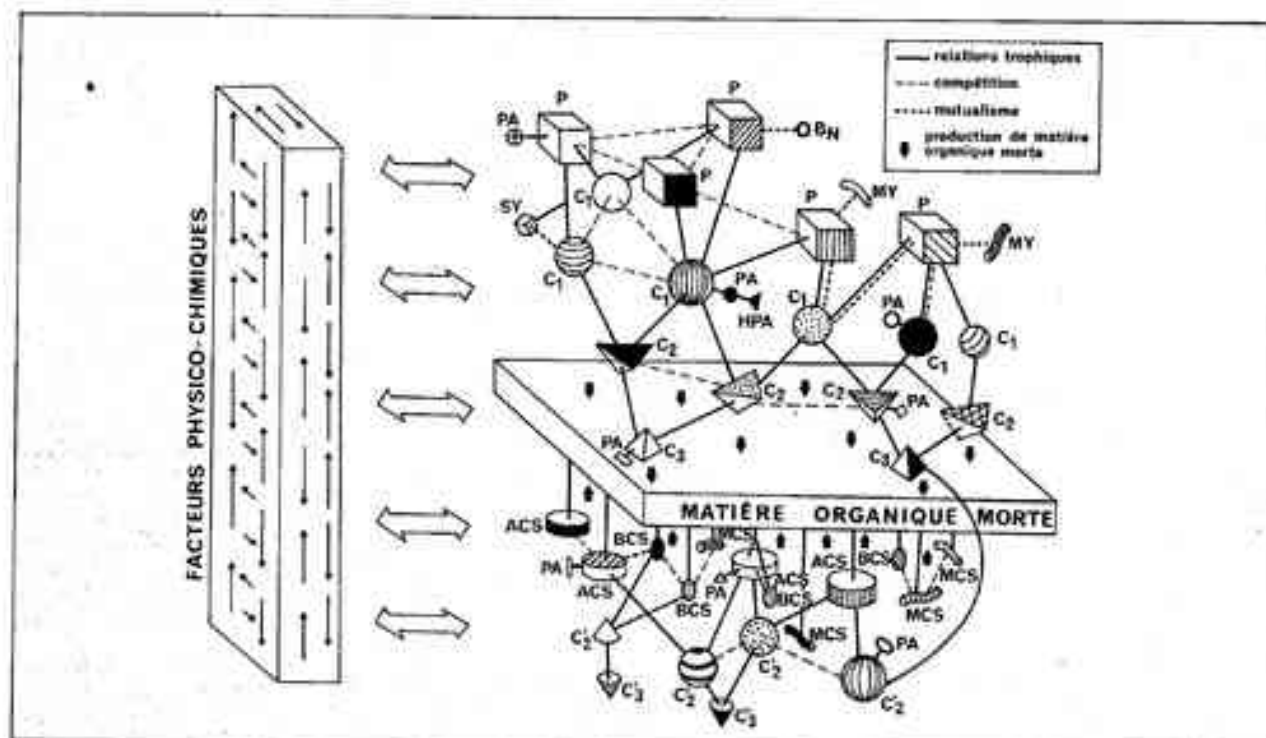 FACTEURS PHYSICO-CHIMIQUES
relations trophiques
compétition
mutualisme
production de matière
organique morte
P
P
PA
BN
P
MY
P
P
C1
SY
MY
C1
C1
PA
HPA
C1
PA
C1
C1
C2
C2
C2
PA
C2
PA
C3
C3
MATIÈRE ORGANIQUE MORTE
ACS
BCS
MCS
ACS
BCS
MCS
PA
ACS
BCS
PA
ACS
BCS
MCS
MCS
C'2
C'2
PA
C'3
C'2
C'2
C'3